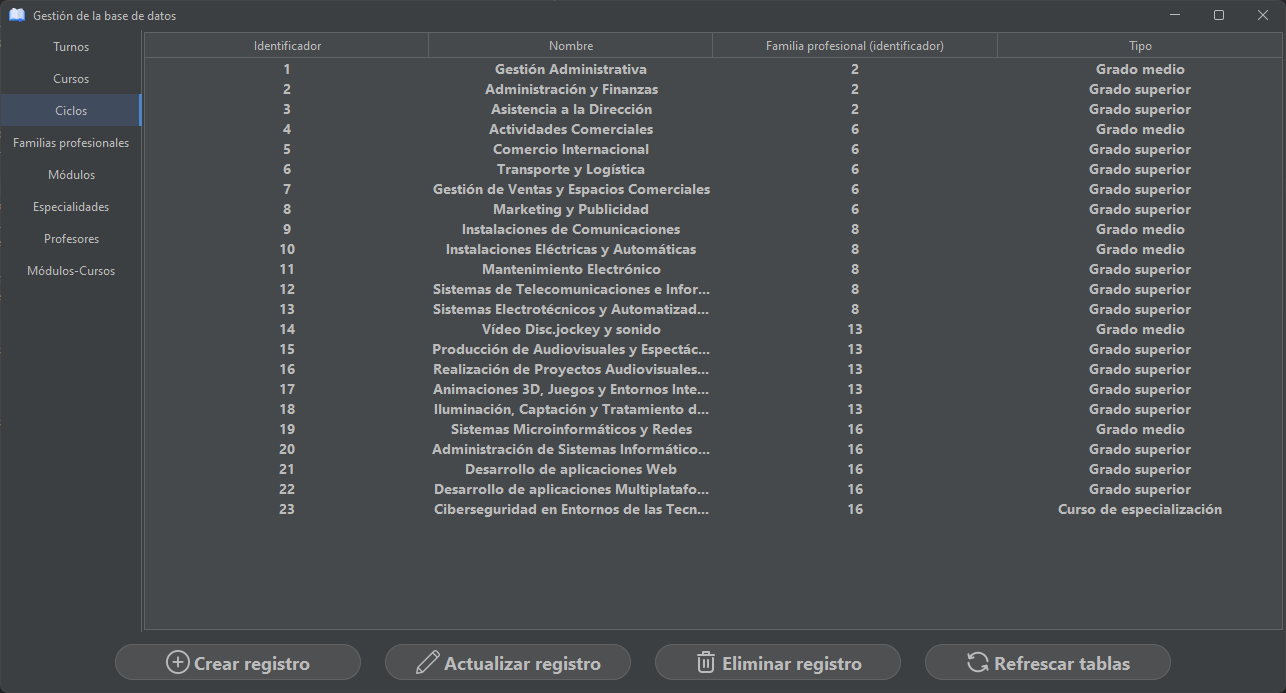 Gestión de la base de datos
Turnos
Cursos
Ciclos
Familias profesionales
Módulos
Especialidades
Profesores
Módulos-Cursos
Identificador Nombre Familia profesional (identificador) Tipo
1 Gestión Administrativa 2 Grado medio
2 Administración y Finanzas 2 Grado superior
3 Asistencia a la Dirección 2 Grado superior
4 Actividades Comerciales 6 Grado medio
5 Comercio Internacional 6 Grado superior
6 Transporte y Logística 6 Grado superior
7 Gestión de Ventas y Espacios Comerciales 6 Grado superior
8 Marketing y Publicidad 6 Grado superior
9 Instalaciones de Comunicaciones 8 Grado medio
10 Instalaciones Eléctricas y Automáticas 8 Grado medio
11 Mantenimiento Electrónico 8 Grado superior
12 Sistemas de Telecomunicaciones e Infor... 8 Grado superior
13 Sistemas Electrotécnicos y Automatizad... 8 Grado superior
14 Vídeo Disc.jockey y sonido 13 Grado medio
15 Producción de Audiovisuales y Espectác... 13 Grado superior
16 Realización de Proyectos Audiovisuales... 13 Grado superior
17 Animaciones 3D, Juegos y Entornos Inte... 13 Grado superior
18 Iluminación, Captación y Tratamiento d... 13 Grado superior
19 Sistemas Microinformáticos y Redes 16 Grado medio
20 Administración de Sistemas Informático... 16 Grado superior
21 Desarrollo de aplicaciones Web 16 Grado superior
22 Desarrollo de aplicaciones Multiplatafo... 16 Grado superior
23 Ciberseguridad en Entornos de las Tecn... 16 Curso de especialización
Crear registro Actualizar registro Eliminar registro Refrescar tablas